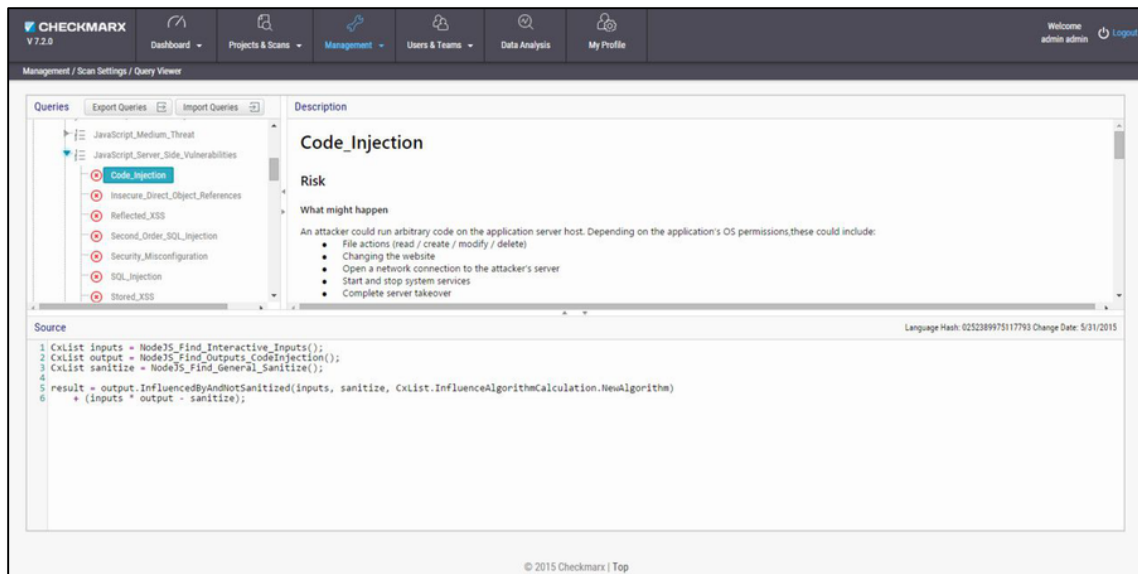 CHECKMARX
V 7.2.0
Dashboard
Projects & Scans
Management
Users & Teams
Data Analysis
My Profile
Welcome
admin admin
Logout
Management / Scan Settings / Query Viewer
Queries
Export Queries
Import Queries
JavaScript_Medium_Threat
JavaScript_Server_Side_Vulnerabilities
Code_Injection
Insecure_Direct_Object_References
Reflected_XSS
Second_Order_SQL_Injection
Security_Misconfiguration
SQL_Injection
Stored_XSS
Description
Code_Injection
Risk
What might happen
An attacker could run arbitrary code on the application server host. Depending on the application's OS permissions,these could include:
File actions (read / create / modify / delete)
Changing the website
Open a network connection to the attacker's server
Start and stop system services
Complete server takeover
Source
Language Hash: 0252389975117793 Change Date: 5/31/2015
1 CxList inputs = NodeJS_Find_Interactive_Inputs();
2 CxList output = NodeJS_Find_Outputs_CodeInjection();
3 CxList sanitize = NodeJS_Find_General_Sanitize();
4
5 result = output.InfluencedByAndNotSanitized(inputs, sanitize, CxList.InfluenceAlgorithmCalculation.NewAlgorithm)
6 + (inputs * output - sanitize);
© 2015 Checkmarx | Top